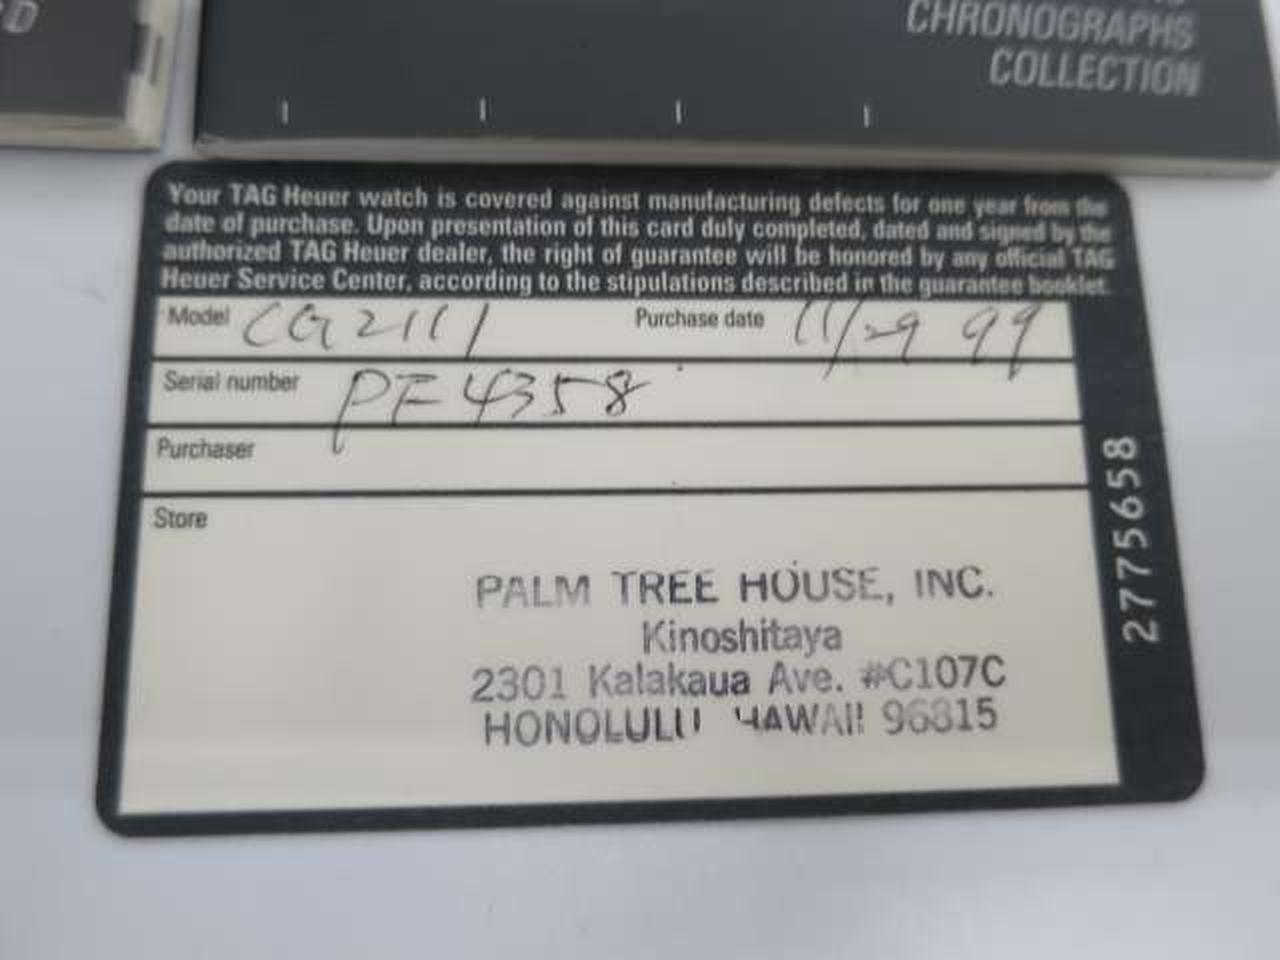 D
CHRONOGRAPHS
COLLECTION
Your TAG Heuer watch is covered against manufacturing defects for one year from the
date of purchase. Upon presentation of this card duly completed, dated and signed by the
authorized TAG Heuer dealer, the right of guarantee will be honored by any official TAG
Heuer Service Center, according to the stipulations described in the guarantee booklet.
Model CG2111 Purchase date 11/29 99
Serial number PF4358
Purchaser
Store
PALM TREE HOUSE, INC.
Kinoshitaya
2301 Kalakaua Ave. #C107C
HONOLULU HAWAII 96815
2775658